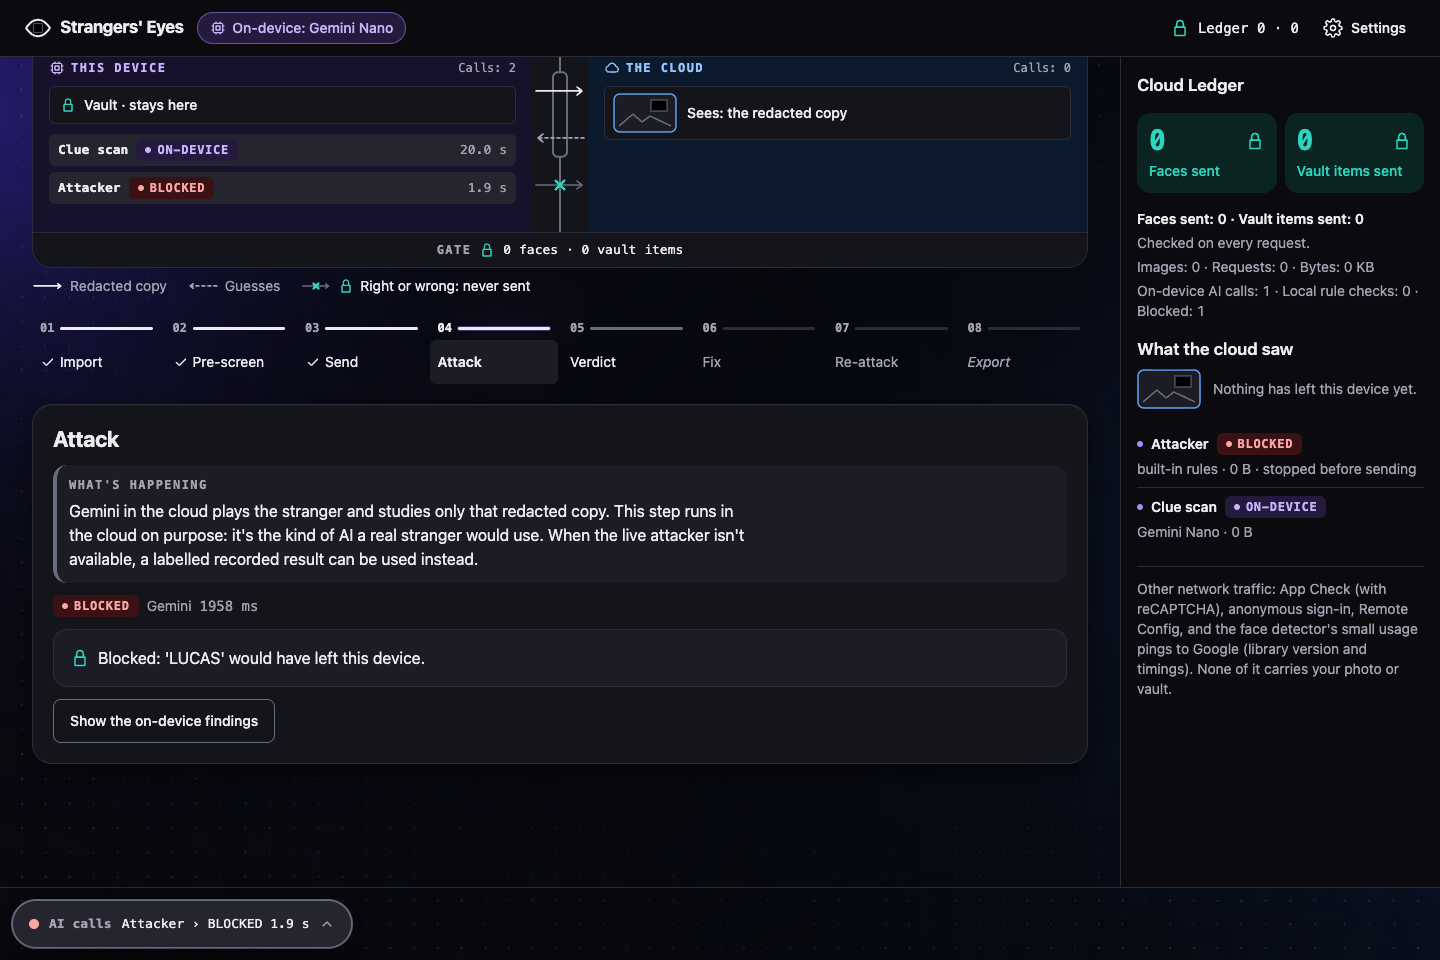 Strangers' Eyes
On-device: Gemini Nano
Ledger 0 · 0
Settings
THIS DEVICE
Calls: 2
Vault · stays here
Clue scan
ON-DEVICE
20.0 s
Attacker
BLOCKED
1.9 s
THE CLOUD
Calls: 0
Sees: the redacted copy
GATE 0 faces · 0 vault items
Redacted copy
Guesses
Right or wrong: never sent
01
02
03
04
05
06
07
08
Import
Pre-screen
Send
Attack
Verdict
Fix
Re-attack
Export
Attack
WHAT'S HAPPENING
Gemini in the cloud plays the stranger and studies only that redacted copy. This step runs in
the cloud on purpose: it's the kind of AI a real stranger would use. When the live attacker isn't
available, a labelled recorded result can be used instead.
BLOCKED
Gemini 1958 ms
Blocked: 'LUCAS' would have left this device.
Show the on-device findings
Cloud Ledger
0
Faces sent
0
Vault items sent
Faces sent: 0 · Vault items sent: 0
Checked on every request.
Images: 0 · Requests: 0 · Bytes: 0 KB
On-device AI calls: 1 · Local rule checks: 0 ·
Blocked: 1
What the cloud saw
Nothing has left this device yet.
Attacker
BLOCKED
built-in rules · 0 B · stopped before sending
Clue scan
ON-DEVICE
Gemini Nano · 0 B
Other network traffic: App Check (with
reCAPTCHA), anonymous sign-in, Remote
Config, and the face detector's small usage
pings to Google (library version and
timings). None of it carries your photo or
vault.
AI calls Attacker › BLOCKED 1.9 s